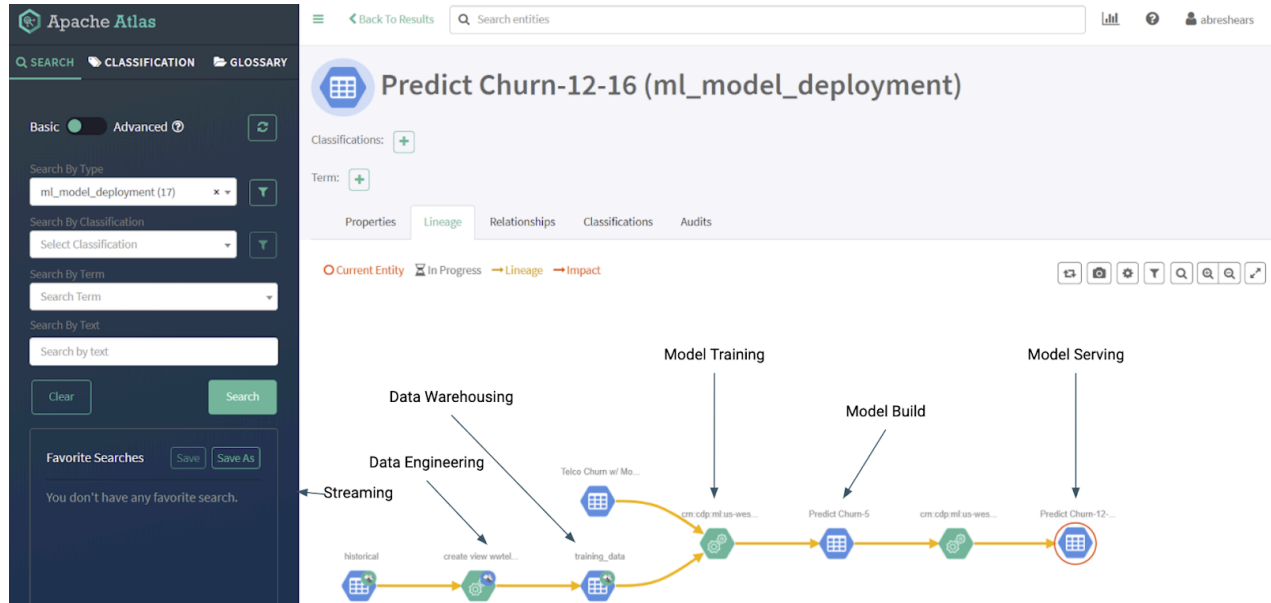 Apache Atlas
Back To Results
Search entities
abreshears
SEARCH
CLASSIFICATION
GLOSSARY
Predict Churn-12-16 (ml_model_deployment)
Classifications:
Term:
Basic
Advanced
Search By Type
ml_model_deployment (17)
Search By Classification
Select Classification
Search By Term
Search Term
Search By Text
Search by text
Clear
Search
Favorite Searches
Save
Save As
You don't have any favorite search.
Properties
Lineage
Relationships
Classifications
Audits
Current Entity
In Progress
Lineage
Impact
Model Training
Model Serving
Data Warehousing
Model Build
Data Engineering
Streaming
Telco Churn w/ Mo...
cm:cdp:ml:us-wes...
Predict Churn-5
cm:cdp:ml:us-wes...
Predict Churn-12-...
historical
create view wwtel...
training_data